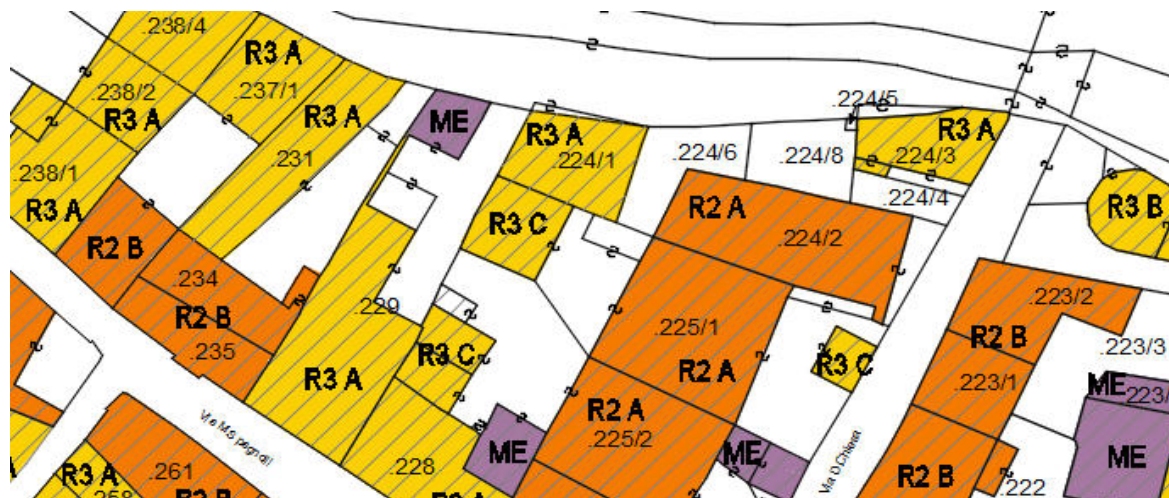 .238/4
R3 A
.237/1
.238/2
R3 A
R3 A
ME
.224/5
R3 A
.224/1
.224/6
.224/8
R3 A
.224/3
.231
.238/1
.224/4
R3 A
R3 C
R2 A
R3 B
.224/2
R2 B
.234
.229
.223/2
R2 B
.235
.225/1
R2 B
.223/3
R3 C
R3 C
R3 A
R2 A
.223/1
ME
R2 A
.225/2
ME
ME
ME
.228
R3 A
.261
R2 B
.222
Via D.Chiesa